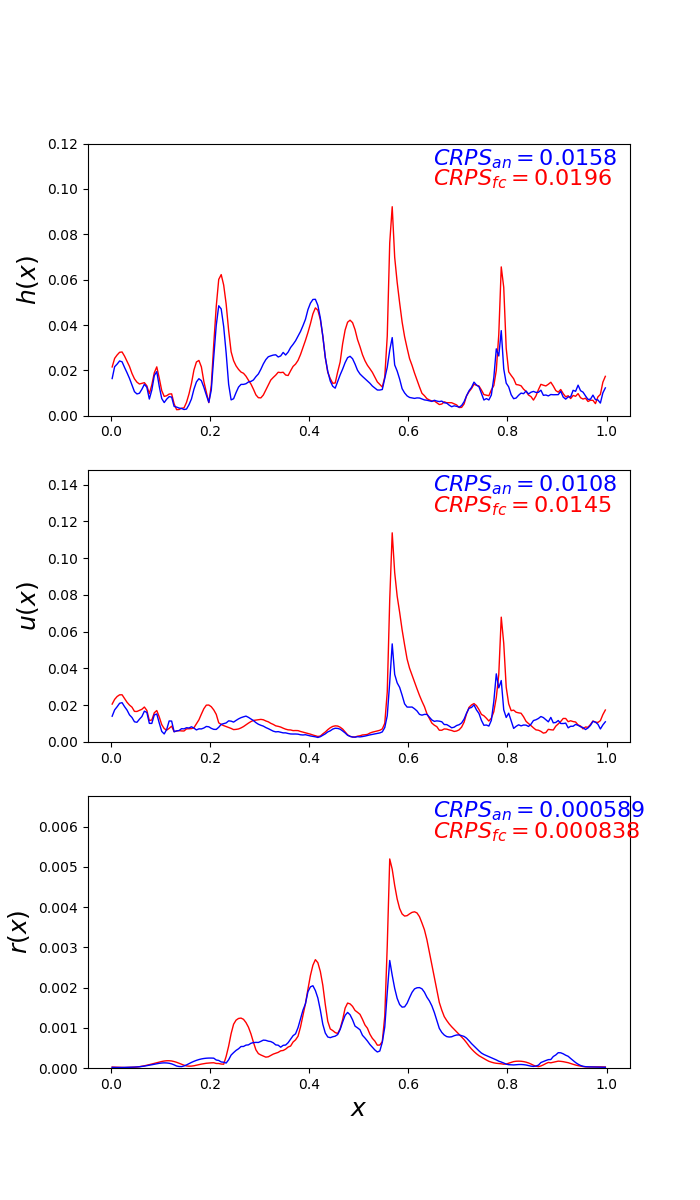 0.12
0.10
0.08
0.06
0.04
0.02
0.00
h(x)
CRPS_an = 0.0158
CRPS_fc = 0.0196
0.0 0.2 0.4 0.6 0.8 1.0
0.14
0.12
0.10
0.08
0.06
0.04
0.02
0.00
u(x)
CRPS_an = 0.0108
CRPS_fc = 0.0145
0.0 0.2 0.4 0.6 0.8 1.0
0.006
0.005
0.004
0.003
0.002
0.001
0.000
r(x)
CRPS_an = 0.000589
CRPS_fc = 0.000838
0.0 0.2 0.4 0.6 0.8 1.0
x